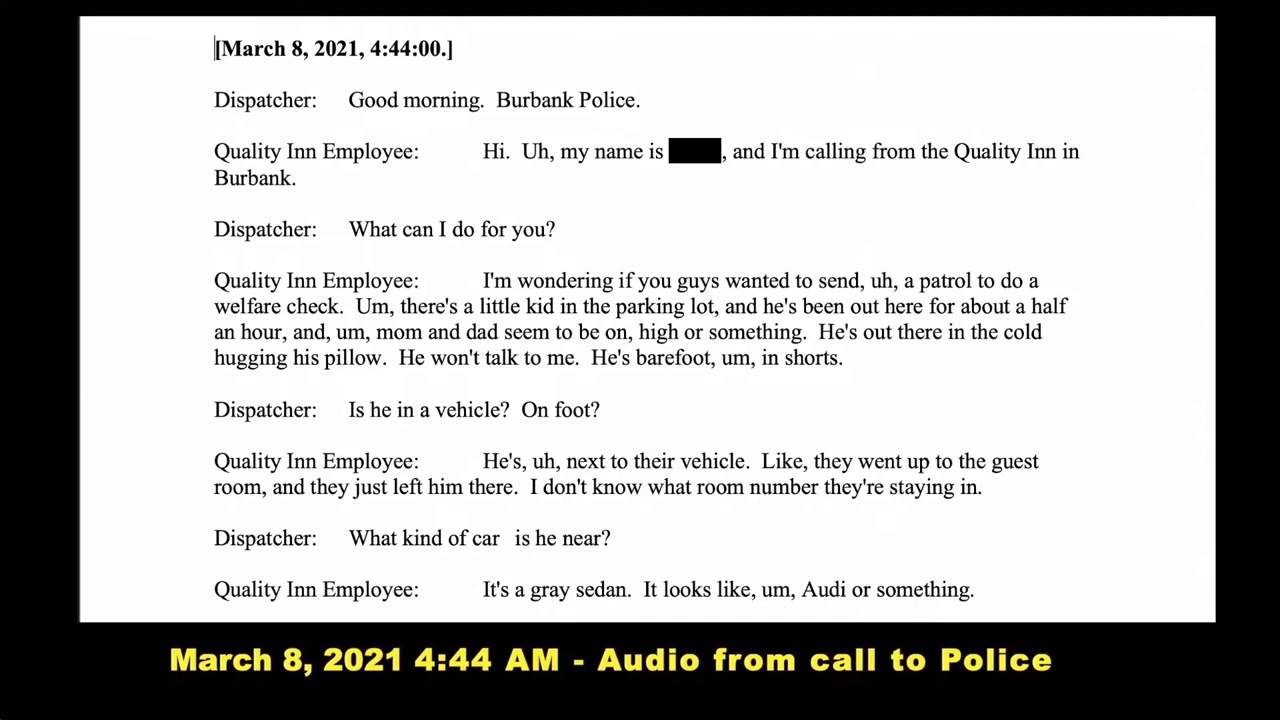 [March 8, 2021, 4:44:00.]
Dispatcher: Good morning. Burbank Police.
Quality Inn Employee: Hi. Uh, my name is , and I'm calling from the Quality Inn in
Burbank.
Dispatcher: What can I do for you?
Quality Inn Employee: I'm wondering if you guys wanted to send, uh, a patrol to do a
welfare check. Um, there's a little kid in the parking lot, and he's been out here for about a half
an hour, and, um, mom and dad seem to be on, high or something. He's out there in the cold
hugging his pillow. He won't talk to me. He's barefoot, um, in shorts.
Dispatcher: Is he in a vehicle? On foot?
Quality Inn Employee: He's, uh, next to their vehicle. Like, they went up to the guest
room, and they just left him there. I don't know what room number they're staying in.
Dispatcher: What kind of car is he near?
Quality Inn Employee: It's a gray sedan. It looks like, um, Audi or something.
March 8, 2021 4:44 AM - Audio from call to Police